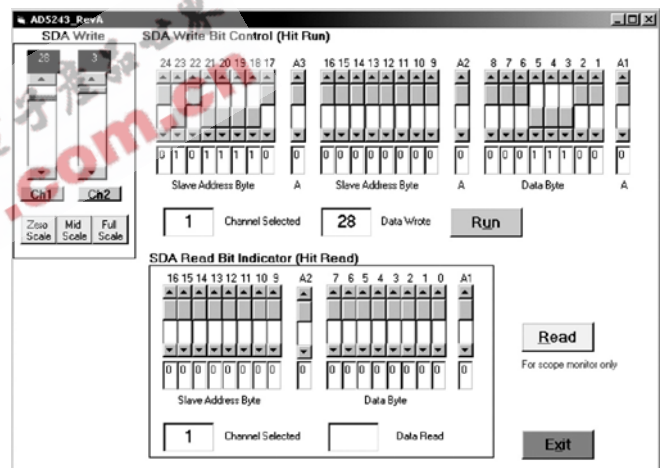 AD5243_RevA
SDA Write
28 3
Ch1 Ch2
Zero Scale Mid Scale Full Scale
SDA Write Bit Control (Hit Run)
24 23 22 21 20 19 18 17 A3 16 15 14 13 12 11 10 9 A2 8 7 6 5 4 3 2 1 A1
0 1 0 1 1 1 1 0 0 0 0 0 0 0 0 0 0 0 0 0 0 1 1 1 0 0 0
Slave Address Byte A Slave Address Byte A Data Byte A
1 Channel Selected 28 Data Wrote Run
SDA Read Bit Indicator (Hit Read)
16 15 14 13 12 11 10 9 A2 7 6 5 4 3 2 1 0 A1
0 0 0 0 0 0 0 0 0 0 0 0 0 0 0 0 0 0
Slave Address Byte Data Byte
1 Channel Selected Data Read
Read
For scope monitor only
Exit
.com.cn